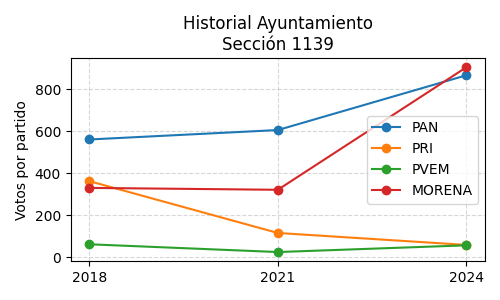 Historial Ayuntamiento
Sección 1139
Votos por partido
800
600
400
200
0
2018
2021
2024
PAN
PRI
PVEM
MORENA